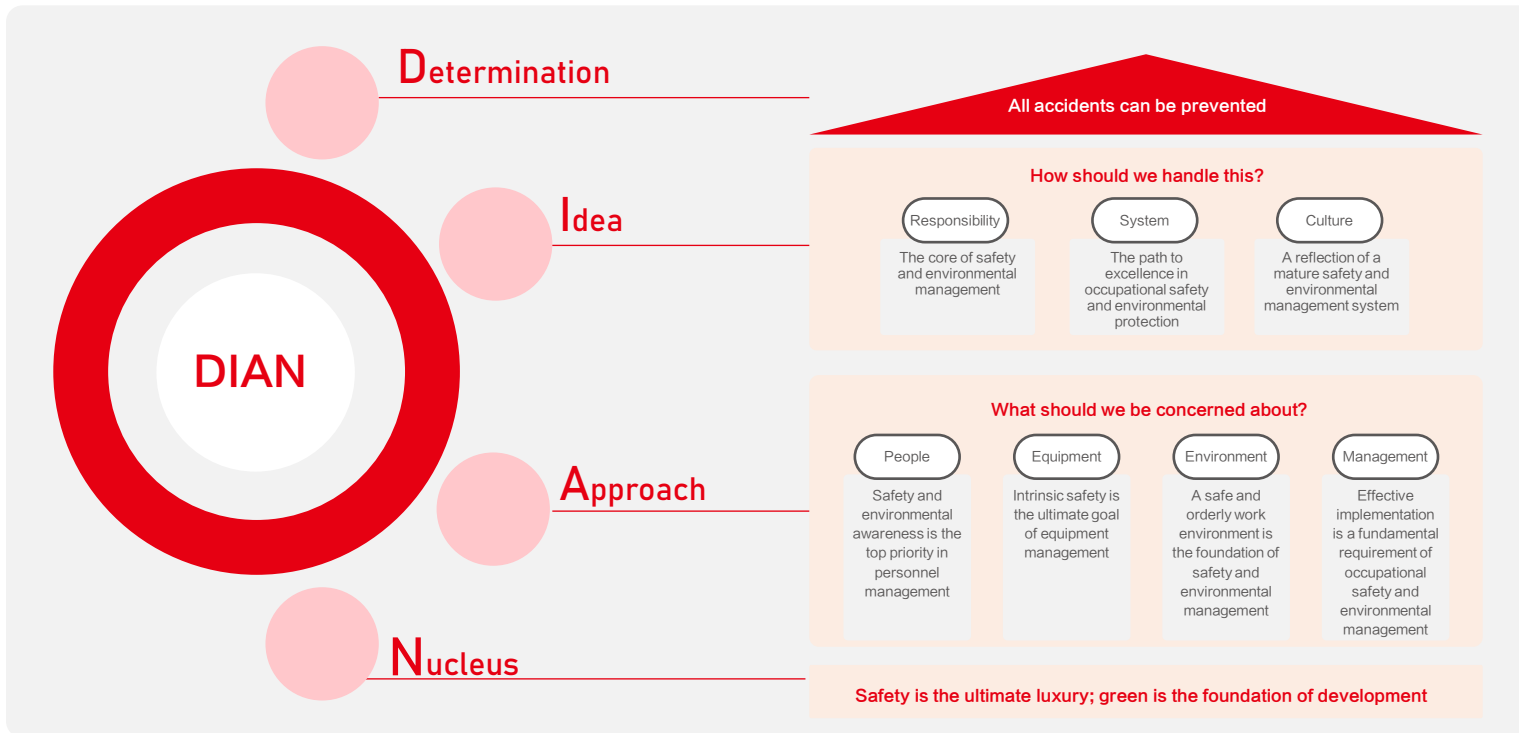 Determination
All accidents can be prevented
Idea
How should we handle this?
Responsibility
The core of safety
and environmental
management
System
The path to
excellence in
occupational safety
and environmental
protection
Culture
A reflection of a
mature safety and
environmental
management system
DIAN
Approach
What should we be concerned about?
People
Safety and
environmental
awareness is the
top priority in
personnel
management
Equipment
Intrinsic safety is
the ultimate goal
of equipment
management
Environment
A safe and
orderly work
environment is
the foundation of
safety and
environmental
management
Management
Effective
implementation
is a fundamental
requirement of
occupational
safety and
environmental
management
Nucleus
Safety is the ultimate luxury; green is the foundation of development